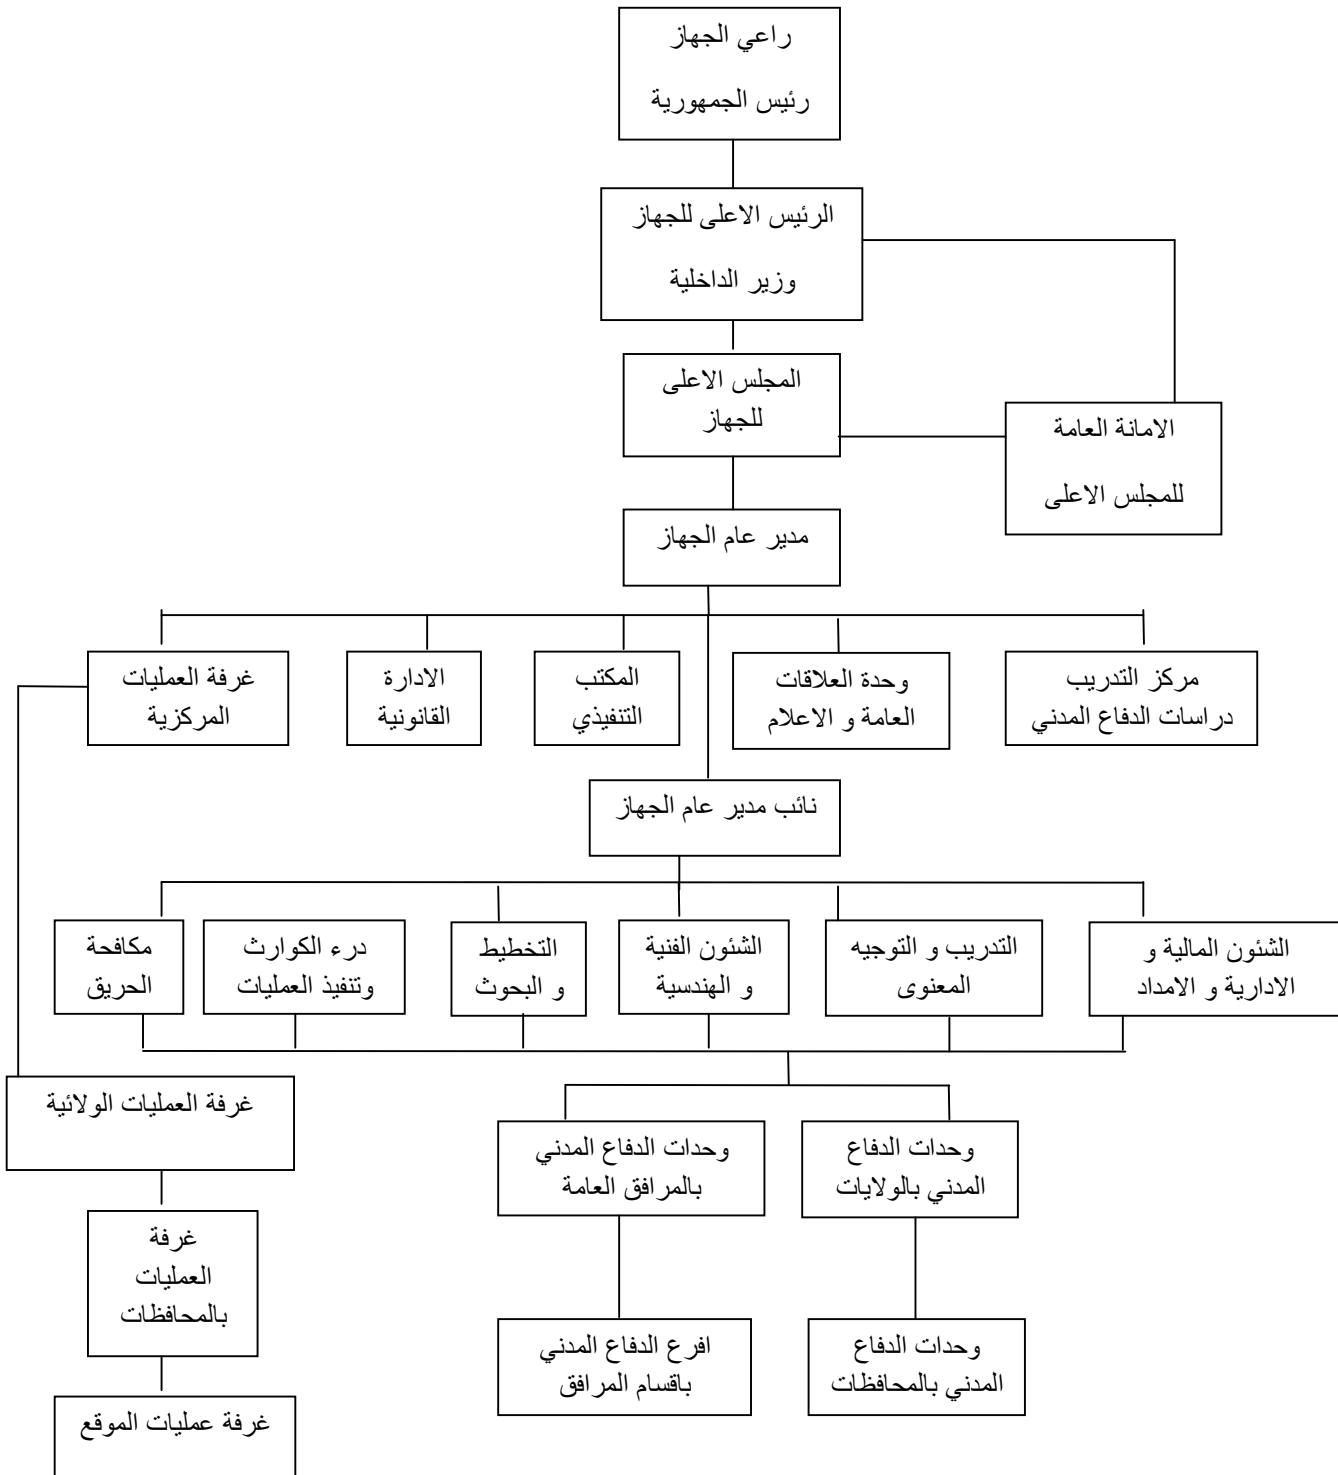 راعي الجهاز
رئيس الجمهورية
الرئيس الاعلى للجهاز
وزير الداخلية
المجلس الاعلى
للجهاز
الامانة العامة
للمجلس الاعلى
مدير عام الجهاز
مركز التدريب
دراسات الدفاع المدني
وحدة العلاقات
العامة و الاعلام
المكتب
التنفيذي
الادارة
القانونية
غرفة العمليات
المركزية
نائب مدير عام الجهاز
الشئون المالية و
الادارية و الامداد
التدريب و التوجيه
المعنوى
الشئون الفنية
و الهندسية
التخطيط
و البحوث
درء الكوارث
وتنفيذ العمليات
مكافحة
الحريق
غرفة العمليات الولائية
وحدات الدفاع
المدني بالولايات
وحدات الدفاع المدني
بالمرافق العامة
غرفة
العمليات
بالمحافظات
وحدات الدفاع
المدني بالمحافظات
افرع الدفاع المدني
باقسام المرافق
غرفة عمليات الموقع